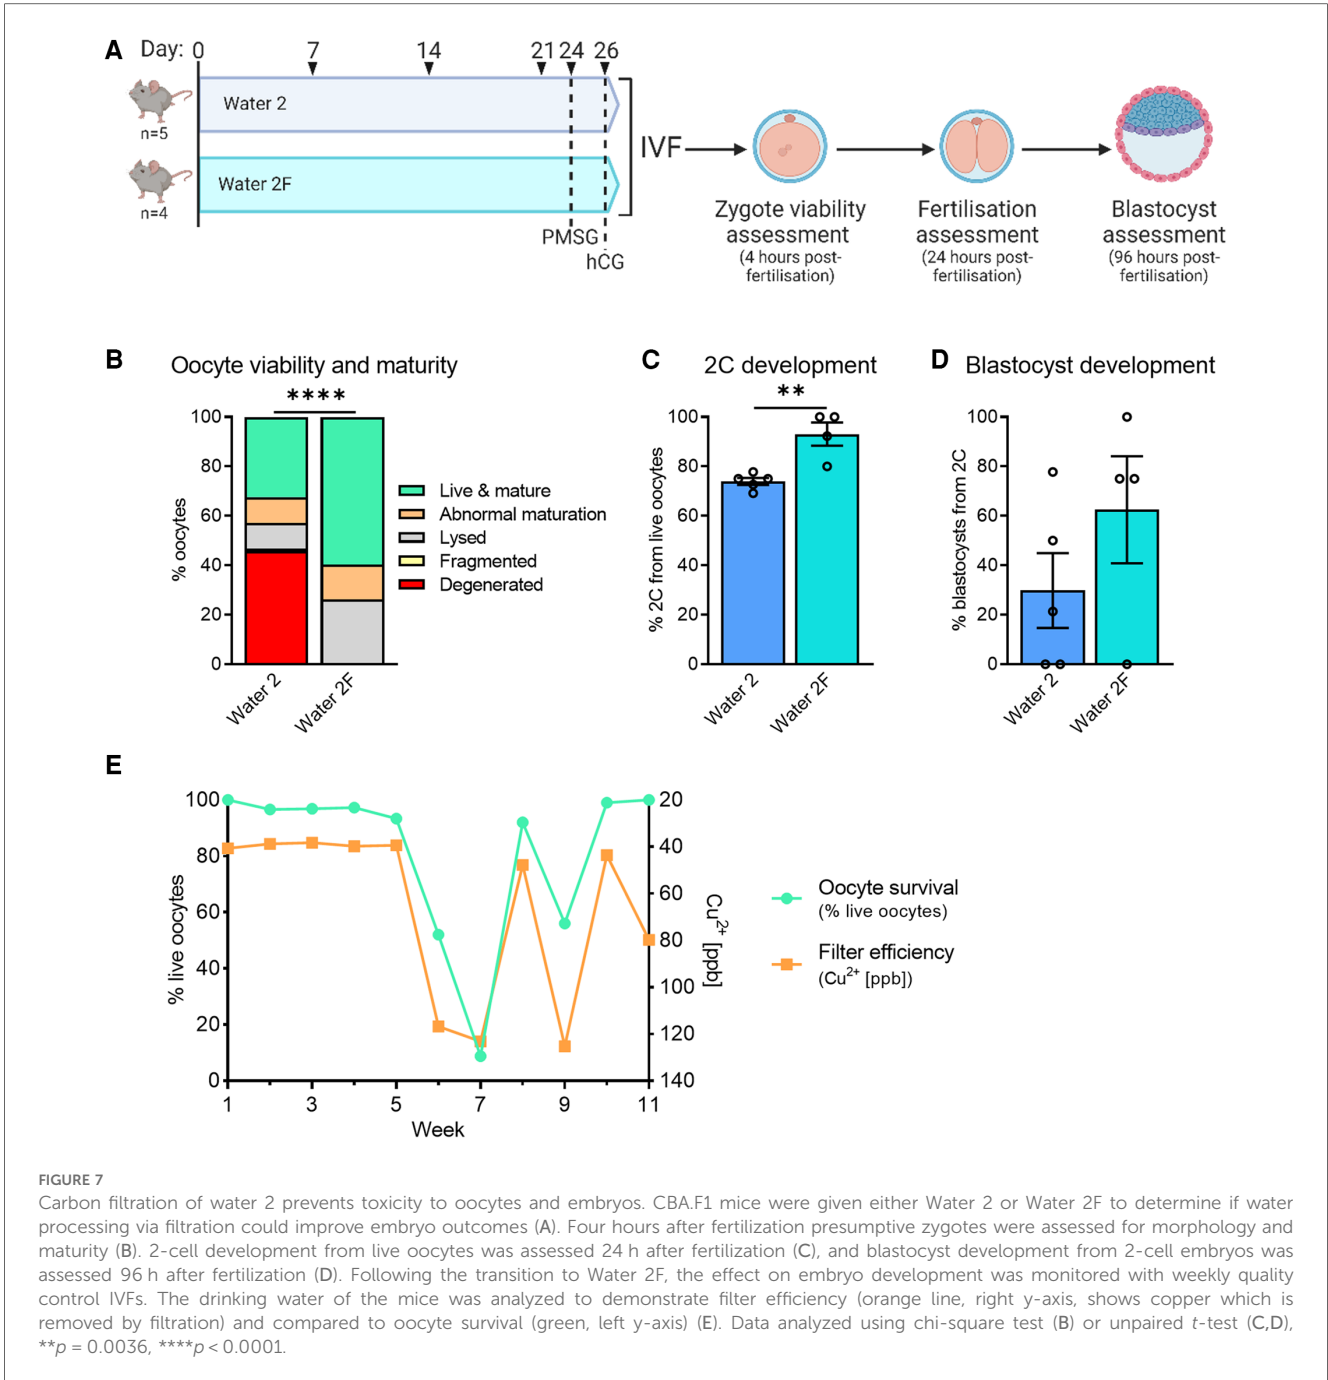 A
Day: 0 7 14 21 24 26
Water 2
n=5
Water 2F
n=4
PMSG
hCG
IVF
Zygote viability
assessment
(4 hours post-
fertilisation)
Fertilisation
assessment
(24 hours post-
fertilisation)
Blastocyst
assessment
(96 hours post-
fertilisation)
B
Oocyte viability and maturity
****
% oocytes
100
80
60
40
20
0
Water 2
Water 2F
Live & mature
Abnormal maturation
Lysed
Fragmented
Degenerated
C
2C development
**
% 2C from live oocytes
100
80
60
40
20
0
Water 2
Water 2F
D
Blastocyst development
% blastocysts from 2C
100
80
60
40
20
0
Water 2
Water 2F
E
% live oocytes
100
80
60
40
20
0
1 3 5 7 9 11
Week
20
40
60
80
100
120
140
Cu2+ [ppb]
Oocyte survival
(% live oocytes)
Filter efficiency
(Cu2+ [ppb])
FIGURE 7
Carbon filtration of water 2 prevents toxicity to oocytes and embryos. CBA.F1 mice were given either Water 2 or Water 2F to determine if water
processing via filtration could improve embryo outcomes (A). Four hours after fertilization presumptive zygotes were assessed for morphology and
maturity (B). 2-cell development from live oocytes was assessed 24 h after fertilization (C), and blastocyst development from 2-cell embryos was
assessed 96 h after fertilization (D). Following the transition to Water 2F, the effect on embryo development was monitored with weekly quality
control IVFs. The drinking water of the mice was analyzed to demonstrate filter efficiency (orange line, right y-axis, shows copper which is
removed by filtration) and compared to oocyte survival (green, left y-axis) (E). Data analyzed using chi-square test (B) or unpaired t-test (C,D),
**p = 0.0036, ****p < 0.0001.